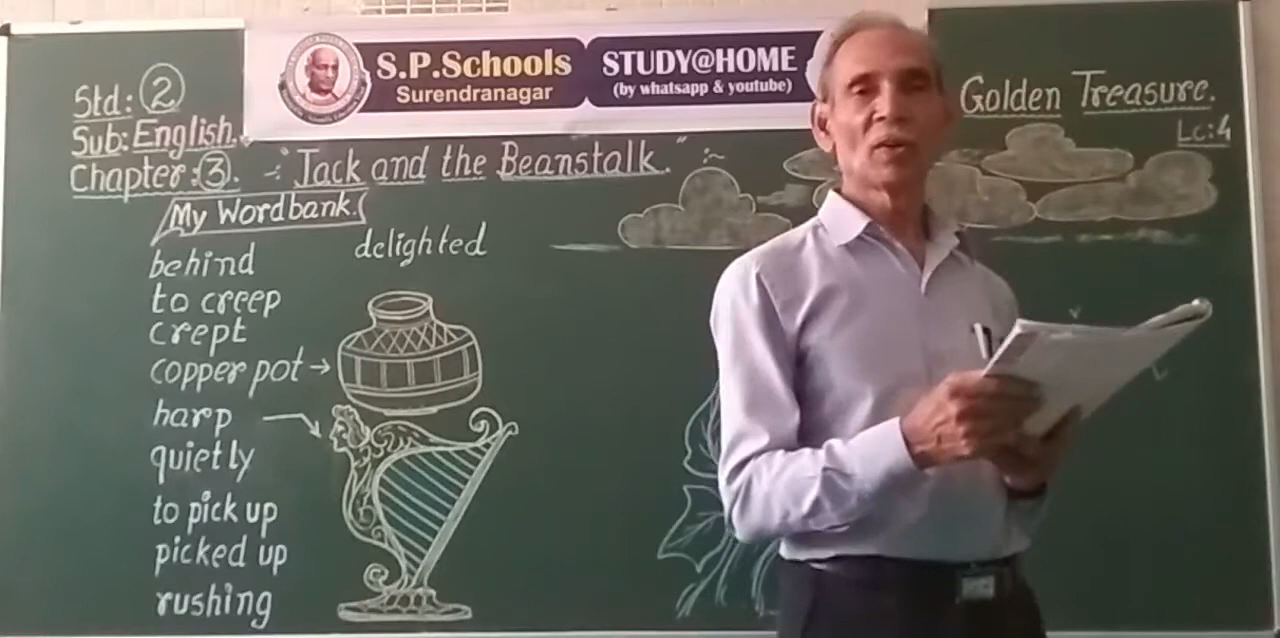 S.P.Schools
Surendranagar
STUDY@HOME
(by whatsapp & youtube)
Std: 2
Sub: English.
Chapter: 3. :- "Jack and the Beanstalk." :~
Golden Treasure.
Lc: 4
My Wordbank.
behind
to creep
crept
copper pot →
harp
quietly
to pick up
picked up
rushing
delighted